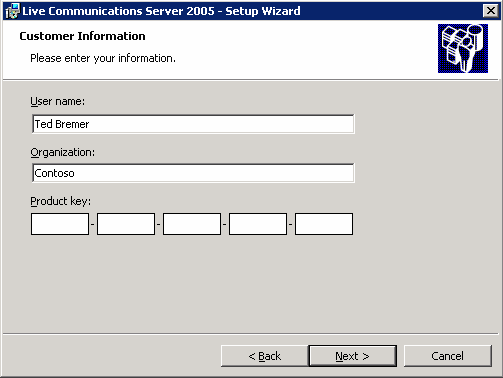 Live Communications Server 2005 - Setup Wizard
Customer Information
Please enter your information.
User name:
Ted Bremer
Organization:
Contoso
Product key:
- - - -
< Back Next > Cancel